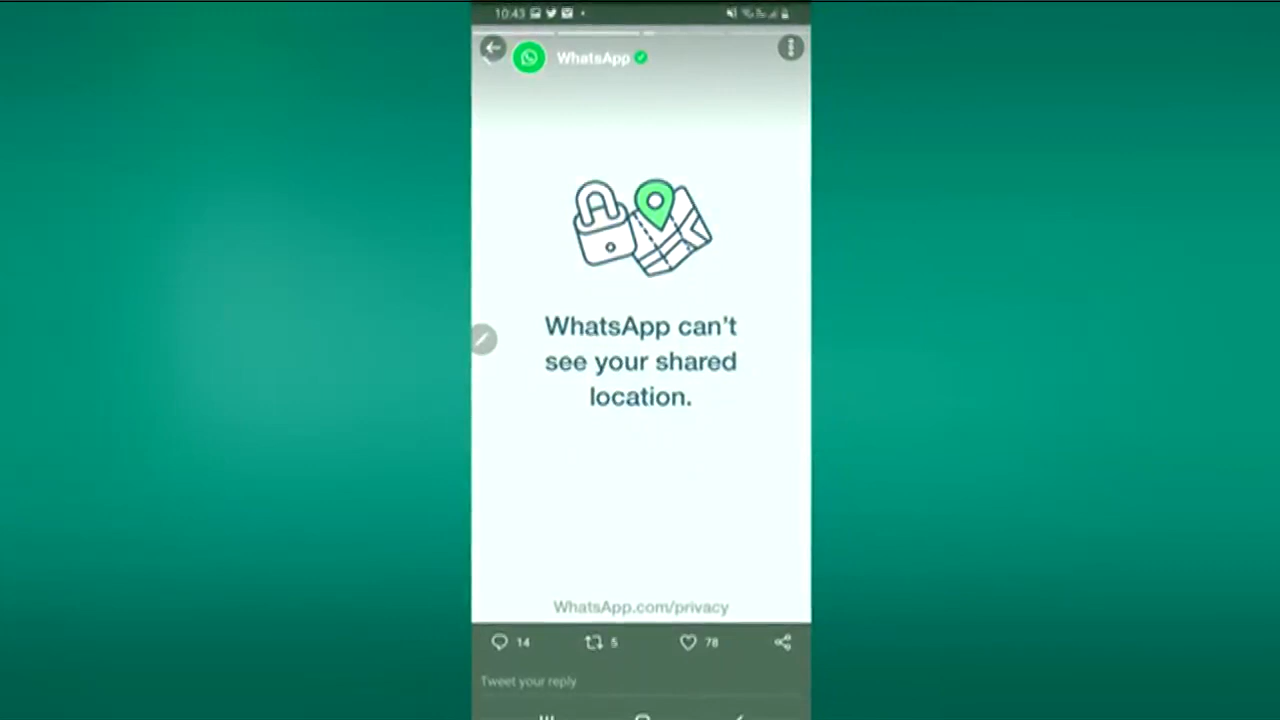 10:43
WhatsApp
WhatsApp can't
see your shared
location.
WhatsApp.com/privacy
14
5
78
Tweet your reply